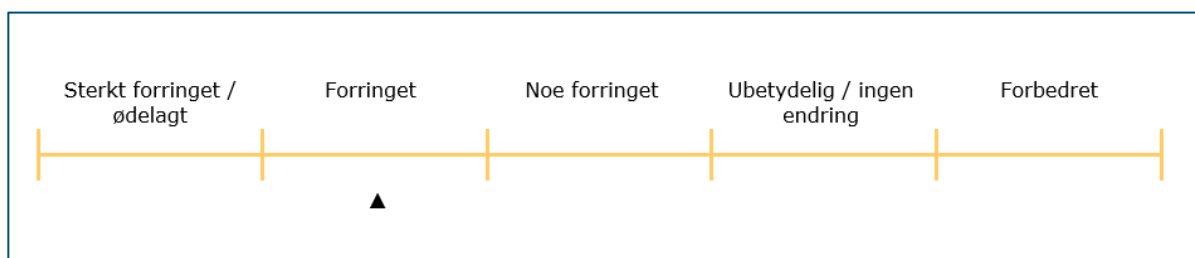 Sterkt forringet /
ødelagt
Forringet
Noe forringet
Ubetydelig / ingen
endring
Forbedret